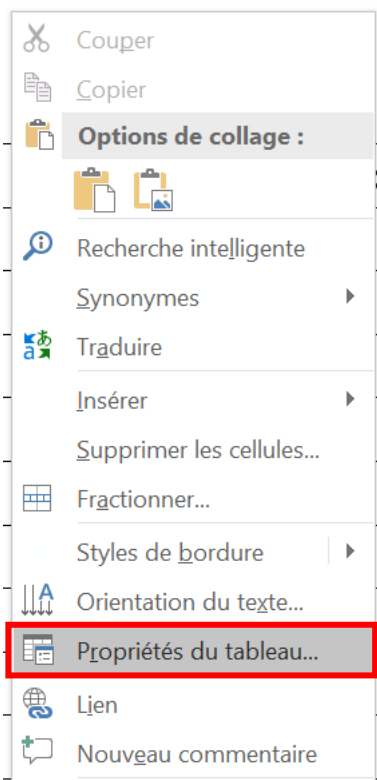 Couper
Copier
Options de collage :
Recherche intelligente
Synonymes
Traduire
Insérer
Supprimer les cellules...
Fractionner...
Styles de bordure
Orientation du texte...
Propriétés du tableau...
Lien
Nouveau commentaire